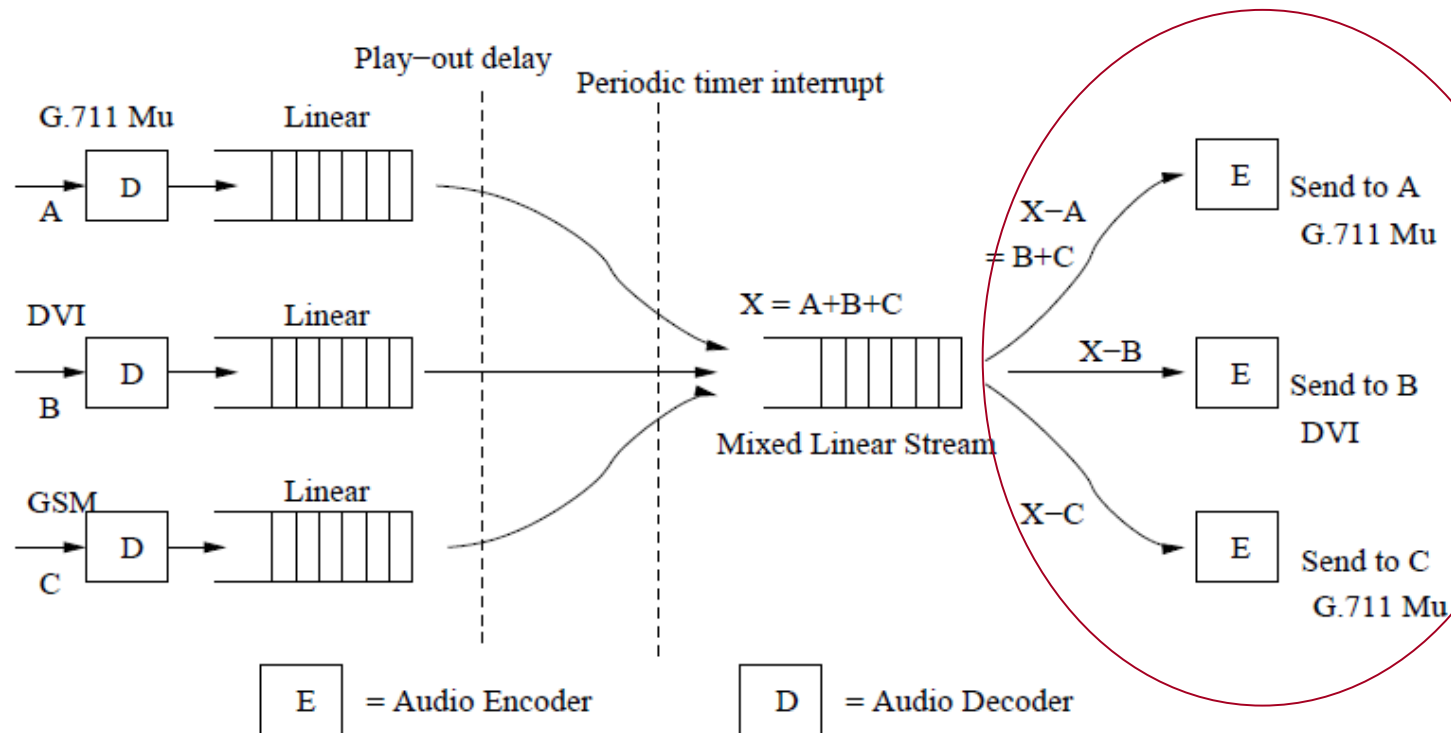 Play−out delay
Periodic timer interrupt
G.711 Mu
Linear
D
A
DVI
Linear
D
B
GSM
Linear
D
C
X = A+B+C
Mixed Linear Stream
X−A
= B+C
X−B
X−C
E
Send to A
G.711 Mu
E
Send to B
DVI
E
Send to C
G.711 Mu
E = Audio Encoder
D = Audio Decoder